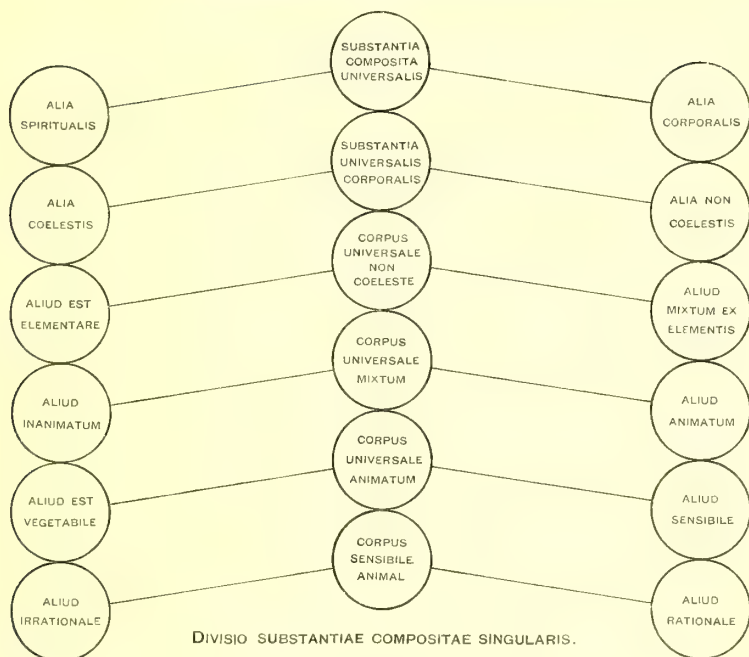 SUBSTANTIA
COMPOSITA
UNIVERSALIS
ALIA
SPIRITUALIS
ALIA
CORPORALIS
SUBSTANTIA
UNIVERSALIS
CORPORALIS
ALIA
COELESTIS
ALIA NON
COELESTIS
CORPUS
UNIVERSALE
NON
COELESTE
ALIUD EST
ELEMENTARE
ALIUD
MIXTUM EX
ELEMENTIS
CORPUS
UNIVERSALE
MIXTUM
ALIUD
INANIMATUM
ALIUD
ANIMATUM
CORPUS
UNIVERSALE
ANIMATUM
ALIUD EST
VEGETABILE
ALIUD
SENSIBILE
CORPUS
SENSIBILE
ANIMAL
ALIUD
IRRATIONALE
ALIUD
RATIONALE
DIVISIO SUBSTANTIAE COMPOSITAE SINGULARIS.